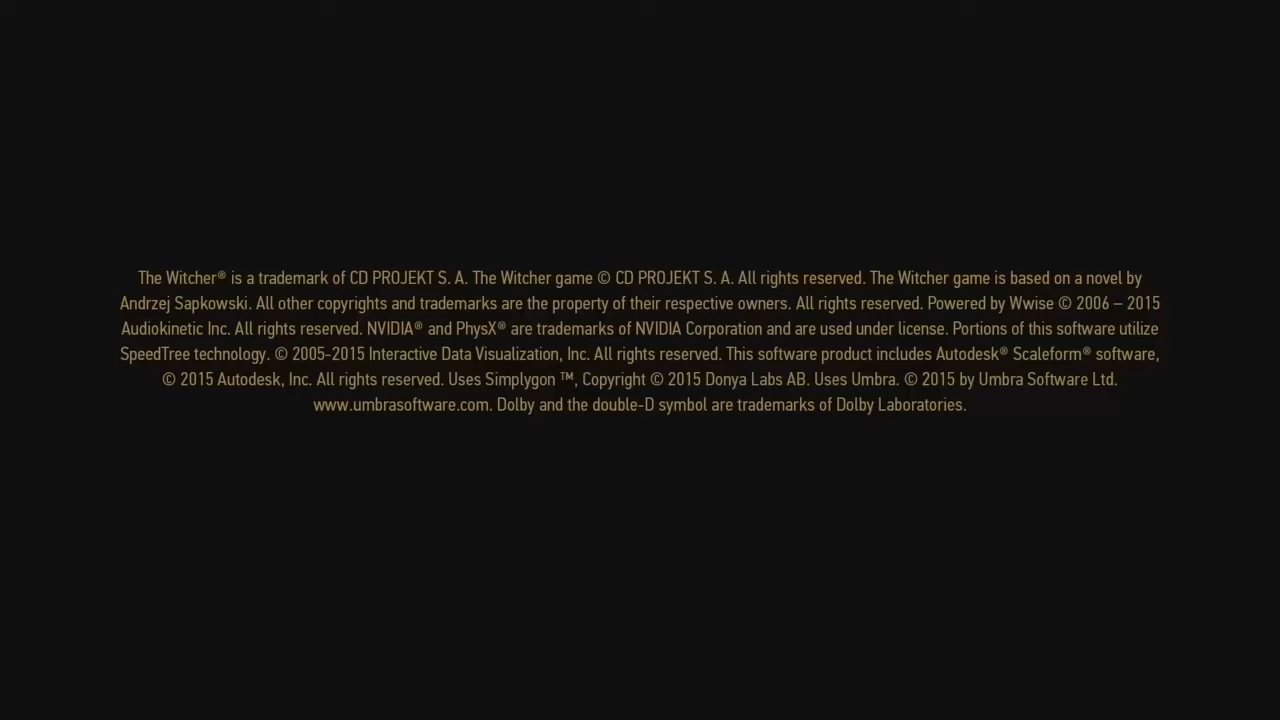 The Witcher® is a trademark of CD PROJEKT S. A. The Witcher game © CD PROJEKT S. A. All rights reserved. The Witcher game is based on a novel by
Andrzej Sapkowski. All other copyrights and trademarks are the property of their respective owners. All rights reserved. Powered by Wwise © 2006 – 2015
Audiokinetic Inc. All rights reserved. NVIDIA® and PhysX® are trademarks of NVIDIA Corporation and are used under license. Portions of this software utilize
SpeedTree technology. © 2005-2015 Interactive Data Visualization, Inc. All rights reserved. This software product includes Autodesk® Scaleform® software,
© 2015 Autodesk, Inc. All rights reserved. Uses Simplygon ™, Copyright © 2015 Donya Labs AB. Uses Umbra. © 2015 by Umbra Software Ltd.
www.umbrasoftware.com. Dolby and the double-D symbol are trademarks of Dolby Laboratories.